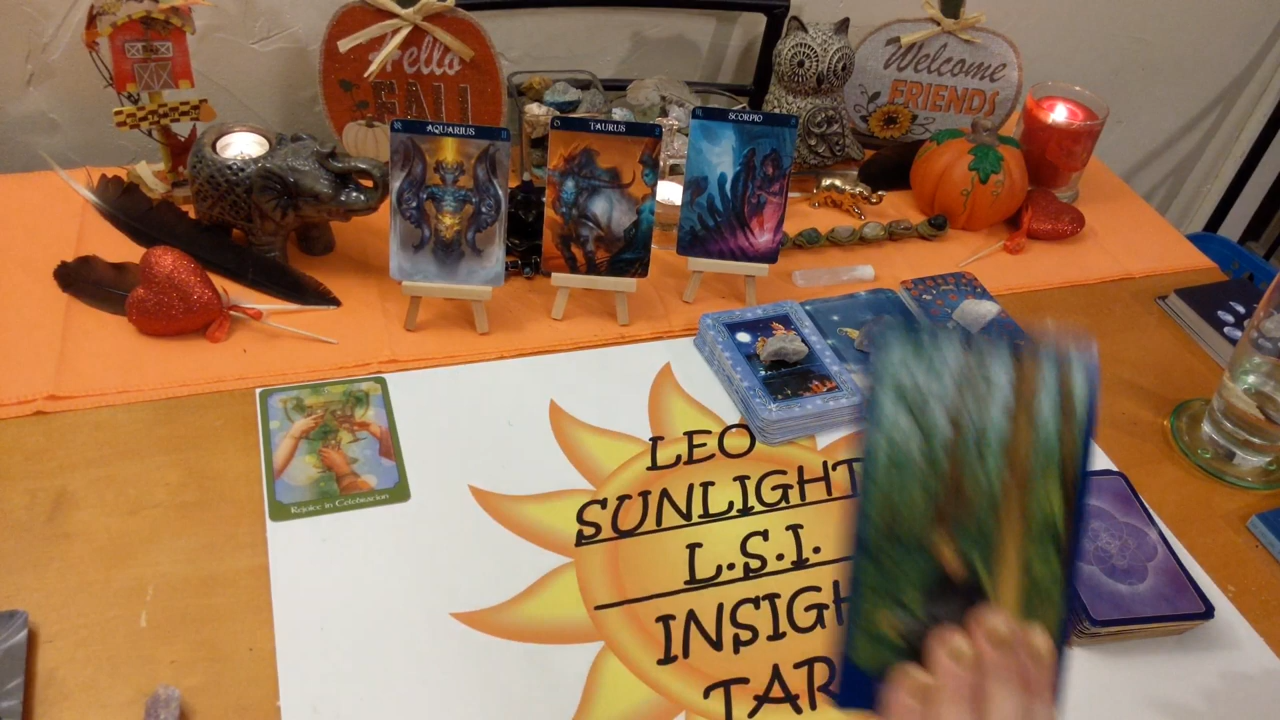 Hello
FALL
Welcome
FRIENDS
AQUARIUS
TAURUS
SCORPIO
Rejoice in Celebration
LEO
SUNLIGHT
L.S.I.
INSIGH
TAR